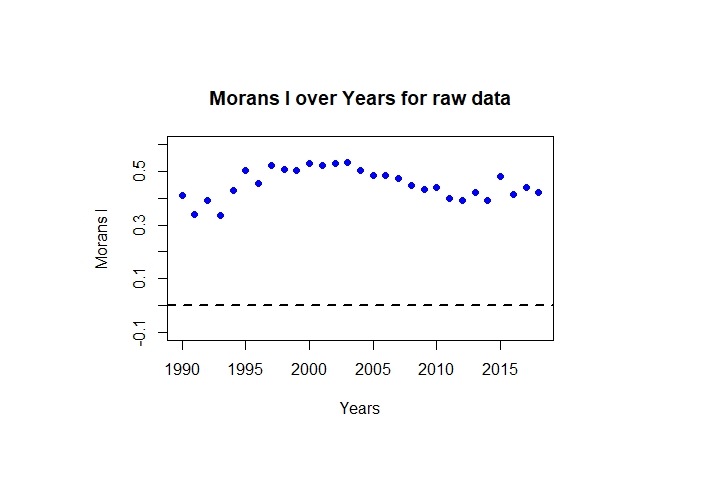 Morans I over Years for raw data
Morans I
0.5
0.3
0.1
-0.1
1990 1995 2000 2005 2010 2015
Years